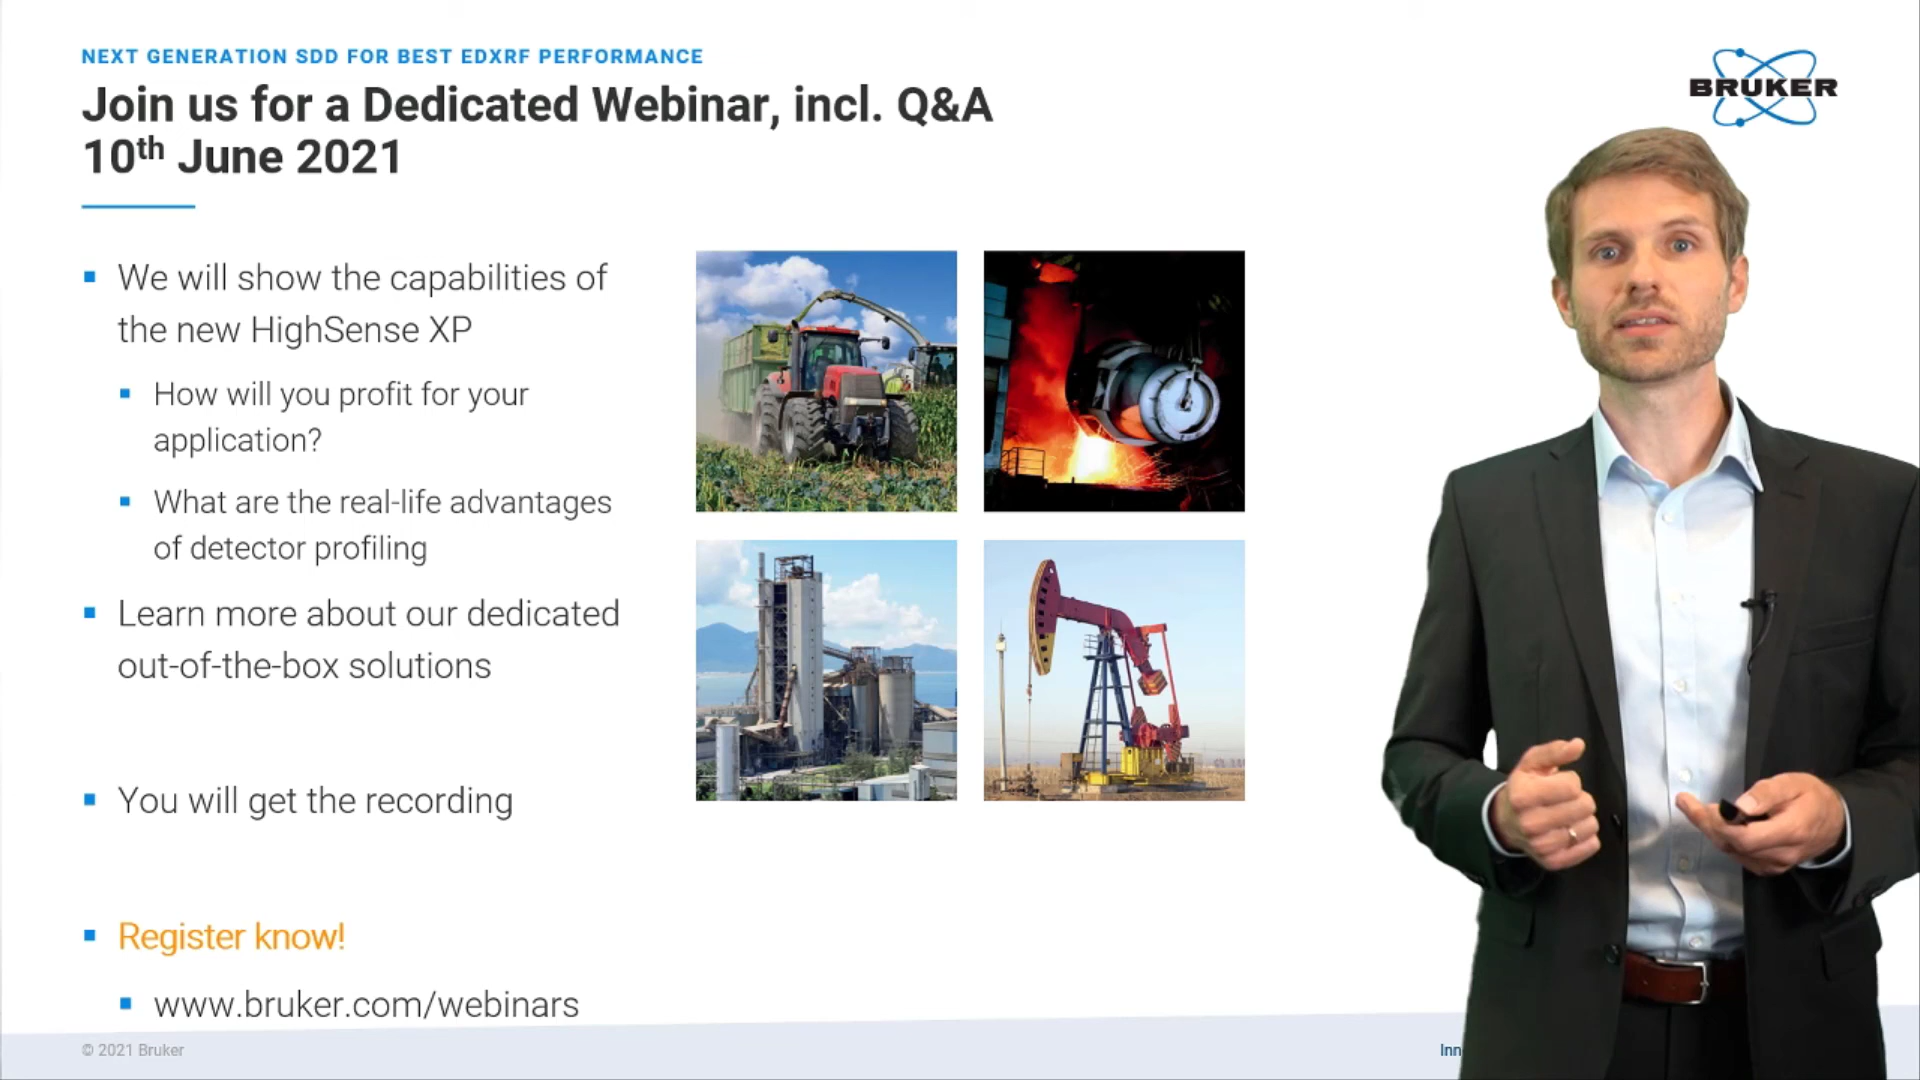 NEXT GENERATION SDD FOR BEST EDXRF PERFORMANCE
Join us for a Dedicated Webinar, incl. Q&A
10th June 2021
BRUKER
We will show the capabilities of
the new HighSense XP
How will you profit for your
application?
What are the real-life advantages
of detector profiling
Learn more about our dedicated
out-of-the-box solutions
You will get the recording
Register know!
www.bruker.com/webinars
© 2021 Bruker
Inn